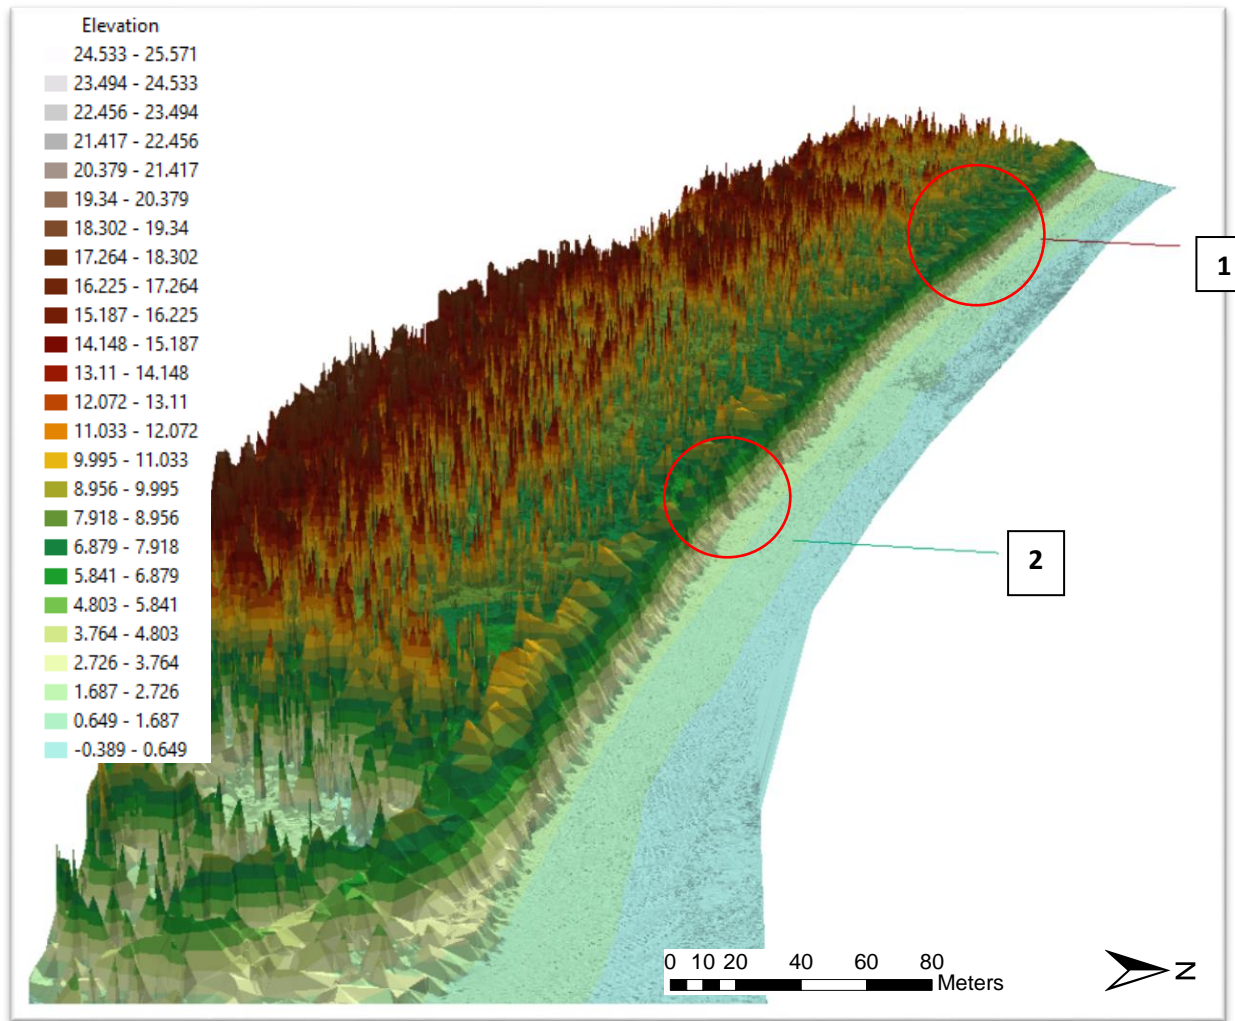 Elevation
24.533 - 25.571
23.494 - 24.533
22.456 - 23.494
21.417 - 22.456
20.379 - 21.417
19.34 - 20.379
18.302 - 19.34
17.264 - 18.302
16.225 - 17.264
15.187 - 16.225
14.148 - 15.187
13.11 - 14.148
12.072 - 13.11
11.033 - 12.072
9.995 - 11.033
8.956 - 9.995
7.918 - 8.956
6.879 - 7.918
5.841 - 6.879
4.803 - 5.841
3.764 - 4.803
2.726 - 3.764
1.687 - 2.726
0.649 - 1.687
-0.389 - 0.649
1
2
0 10 20 40 60 80
Meters
N